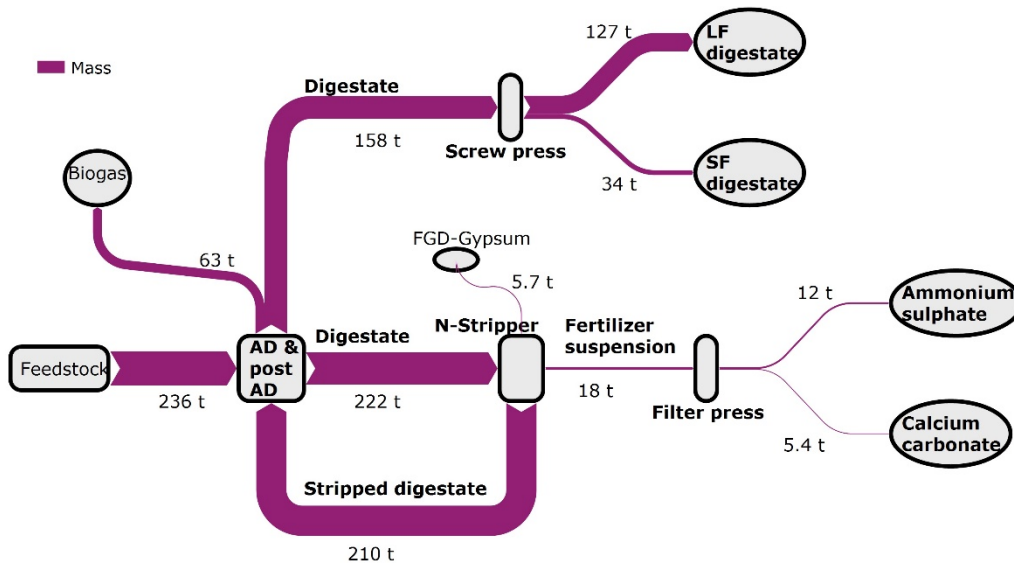 Mass
127 t
LF
digestate
Digestate
158 t
Screw press
34 t
SF
digestate
Biogas
63 t
FGD-Gypsum
5.7 t
N-Stripper
Fertilizer
suspension
12 t
Ammonium
sulphate
Feedstock
236 t
AD &
post
AD
Digestate
222 t
18 t
Filter press
5.4 t
Calcium
carbonate
Stripped digestate
210 t